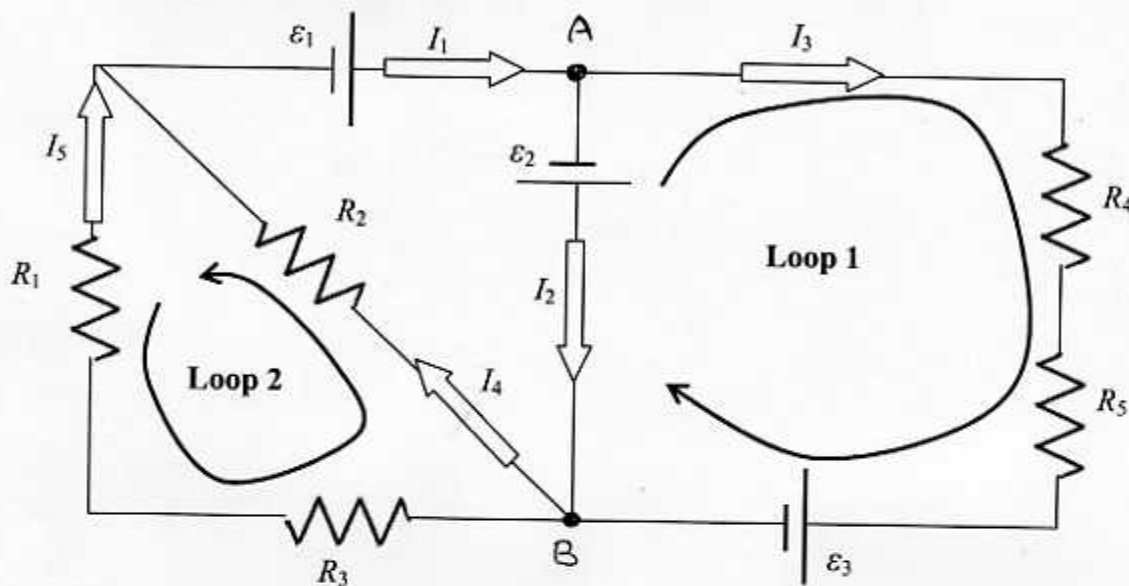 ε₁ I₁ A I₃
I₅ ε₂
R₂ R₄
R₁ I₂ Loop 1
Loop 2 I₄ R₅
R₃ B ε₃